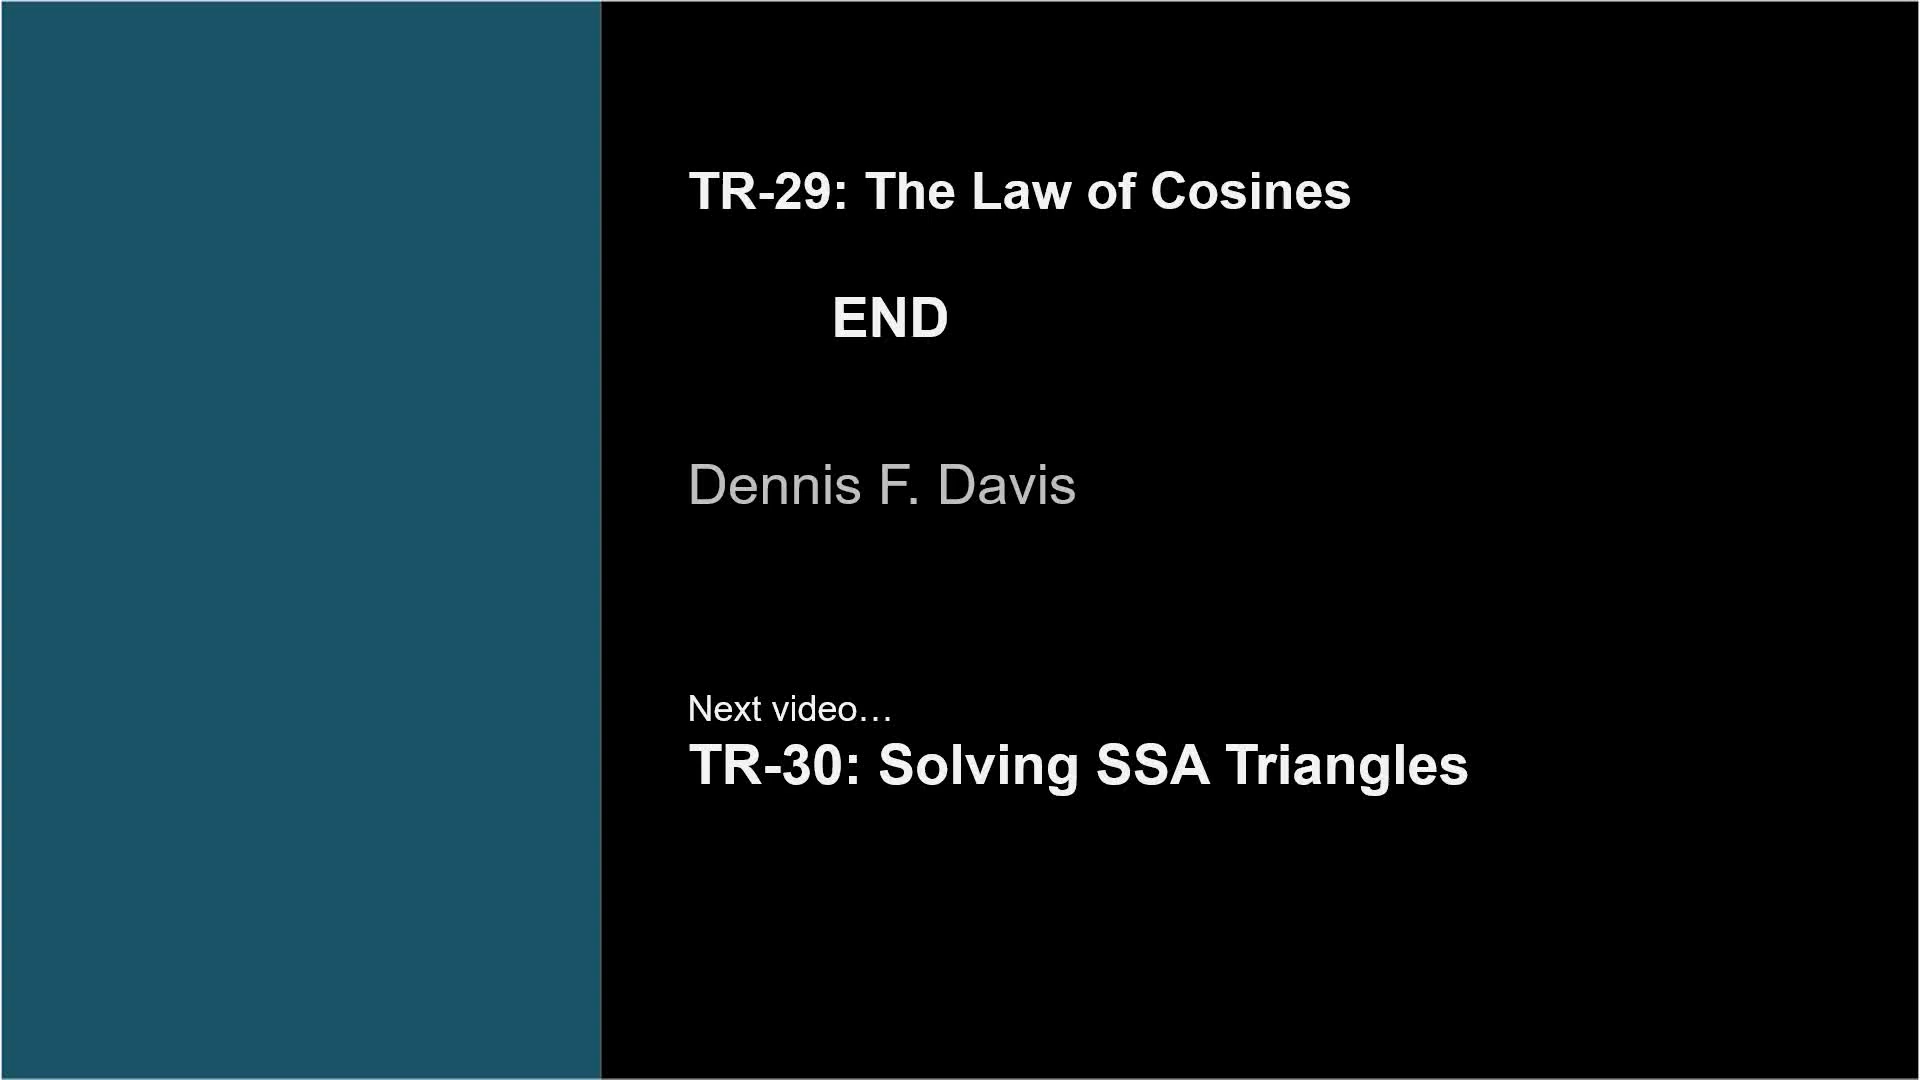 TR-29: The Law of Cosines
END
Dennis F. Davis
Next video…
TR-30: Solving SSA Triangles